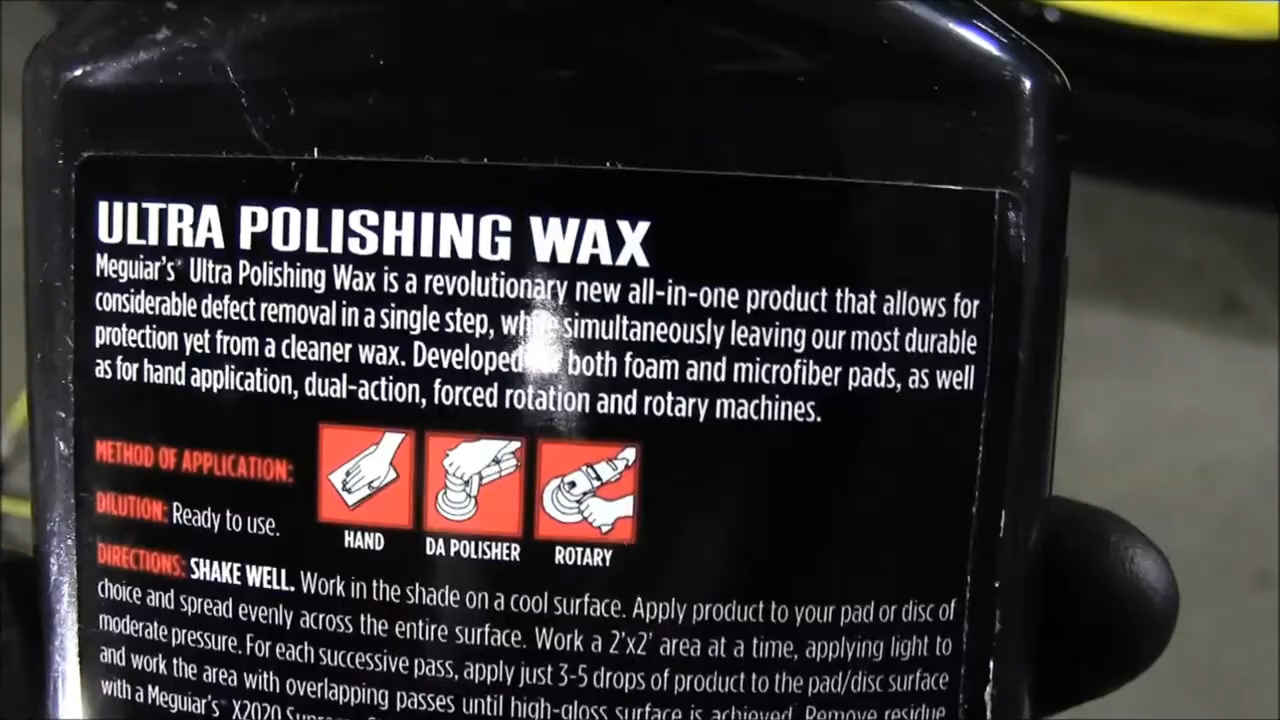 ULTRA POLISHING WAX
Meguiar's® Ultra Polishing Wax is a revolutionary new all-in-one product that allows for
considerable defect removal in a single step, while simultaneously leaving our most durable
protection yet from a cleaner wax. Developed both foam and microfiber pads, as well
as for hand application, dual-action, forced rotation and rotary machines.
METHOD OF APPLICATION:
HAND DA POLISHER ROTARY
DILUTION: Ready to use.
DIRECTIONS: SHAKE WELL. Work in the shade on a cool surface. Apply product to your pad or disc of
choice and spread evenly across the entire surface. Work a 2'x2' area at a time, applying light to
moderate pressure. For each successive pass, apply just 3-5 drops of product to the pad/disc surface
and work the area with overlapping passes until high-gloss surface is achieved. Remove residue
with a Meguiar's® X2020